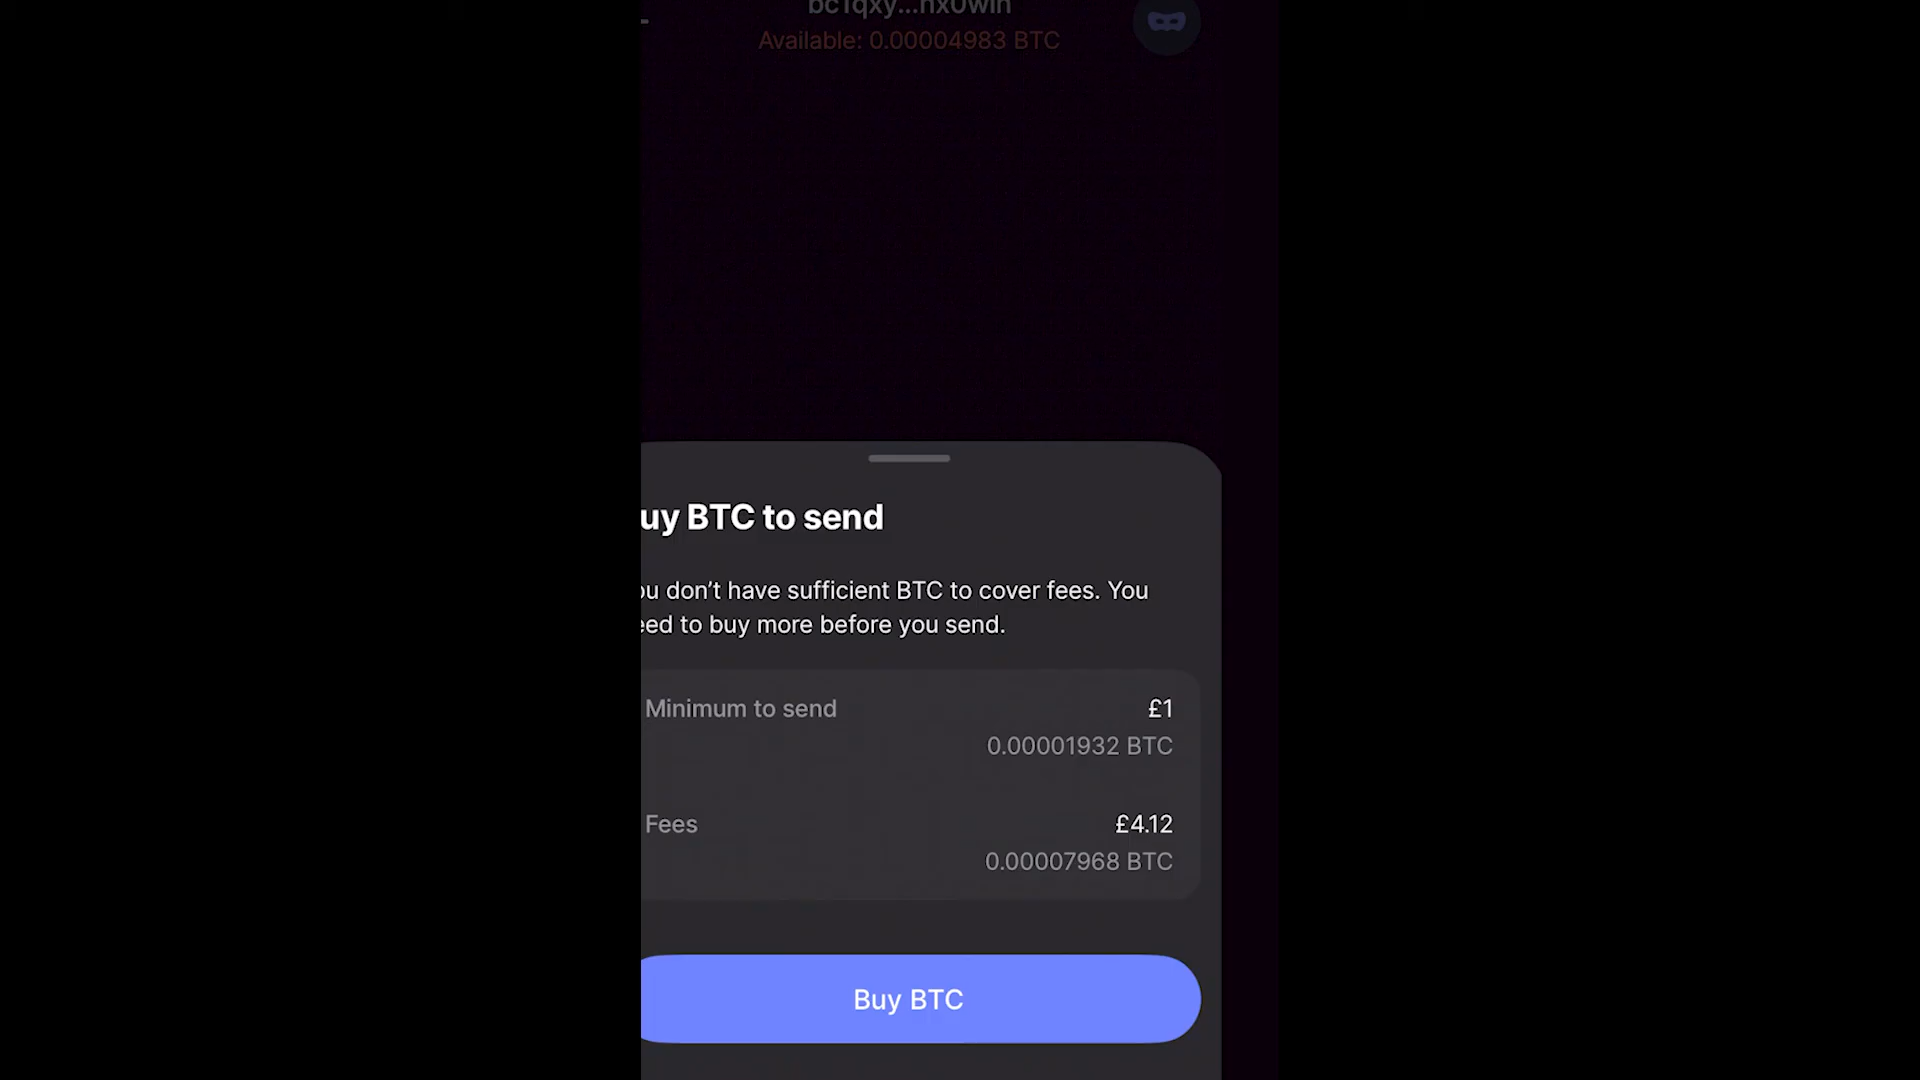 Available: 0.00004983 BTC
uy BTC to send
ou don't have sufficient BTC to cover fees. You
eed to buy more before you send.
Minimum to send £1
0.00001932 BTC
Fees £4.12
0.00007968 BTC
Buy BTC